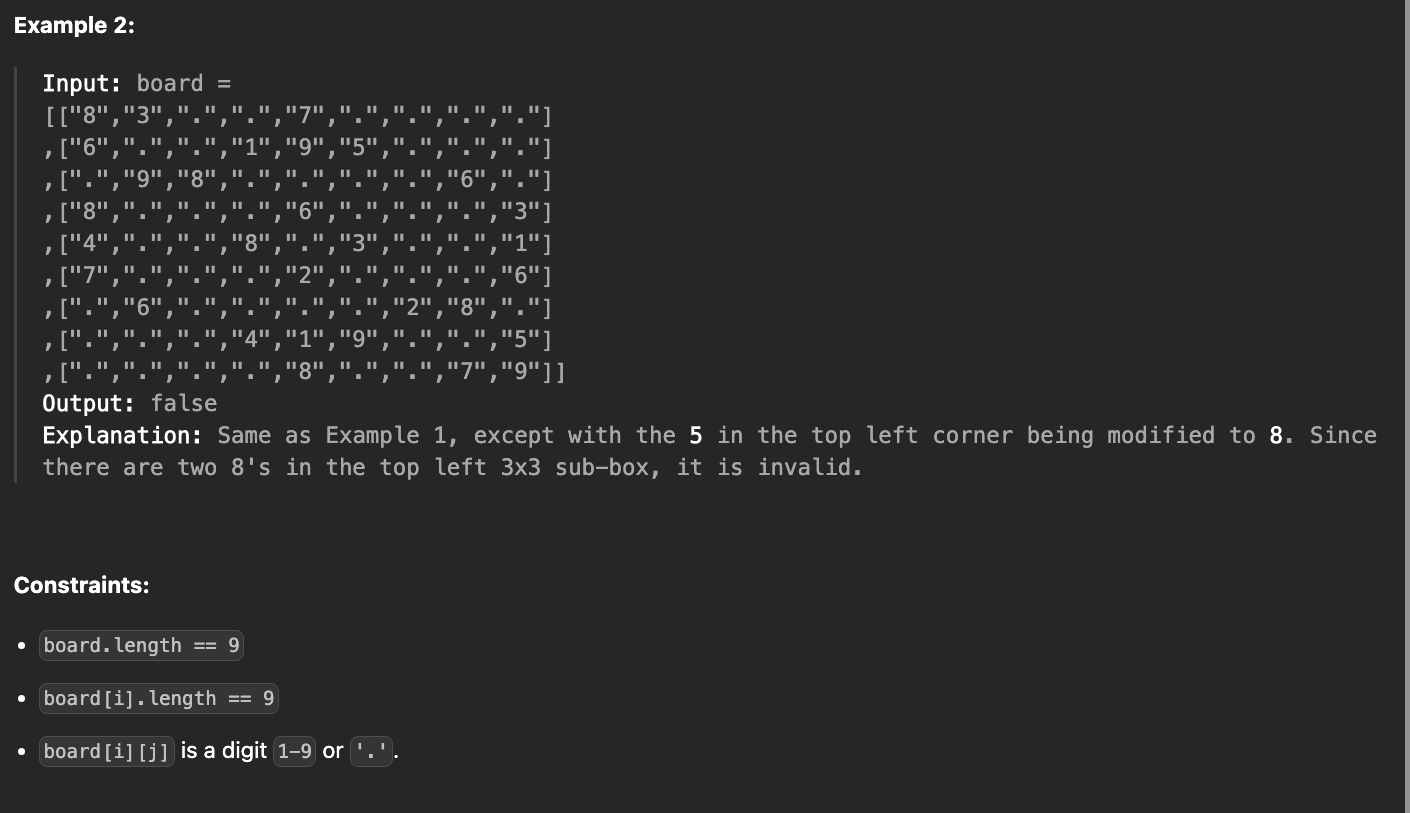 Example 2:
Input: board =
[["8","3",".",".","7",".",".",".","."]
,["6",".",".","1","9","5",".",".","."]
,[".","9","8",".",".",".",".","6","."]
,["8",".",".",".","6",".",".",".","3"]
,["4",".",".","8",".","3",".",".","1"]
,["7",".",".",".","2",".",".",".","6"]
,[".","6",".",".",".",".","2","8","."]
,[".",".",".","4","1","9",".",".","5"]
,[".",".",".",".","8",".",".","7","9"]]
Output: false
Explanation: Same as Example 1, except with the 5 in the top left corner being modified to 8. Since
there are two 8's in the top left 3x3 sub-box, it is invalid.
Constraints:
• board.length == 9
• board[i].length == 9
• board[i][j] is a digit 1-9 or '.'.